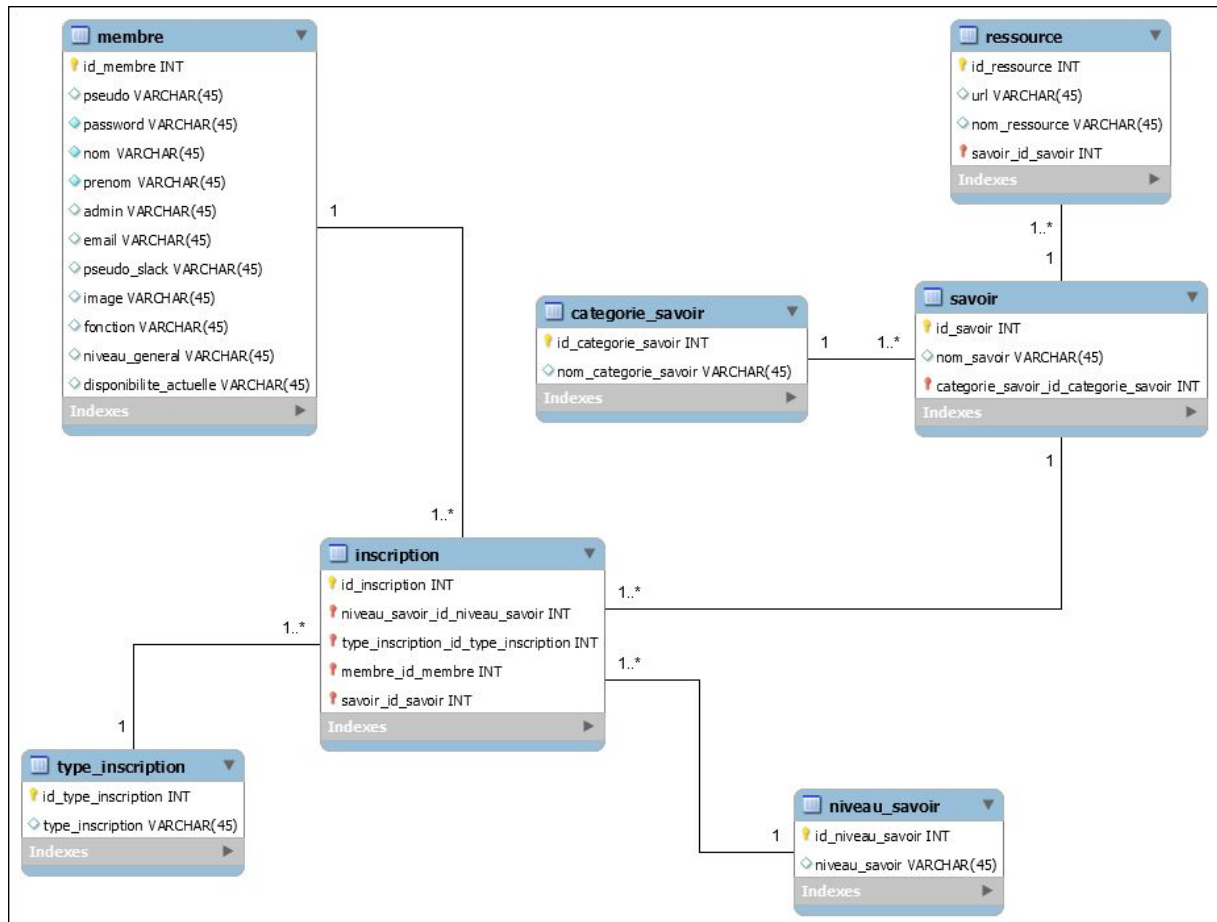 membre
id_membre INT
pseudo VARCHAR(45)
password VARCHAR(45)
nom VARCHAR(45)
prenom VARCHAR(45)
admin VARCHAR(45)
email VARCHAR(45)
pseudo_slack VARCHAR(45)
image VARCHAR(45)
fonction VARCHAR(45)
niveau_general VARCHAR(45)
disponibilite_actuelle VARCHAR(45)
Indexes
ressource
id_ressource INT
url VARCHAR(45)
nom_ressource VARCHAR(45)
savoir_id_savoir INT
Indexes
1
1..*
1
categorie_savoir
id_categorie_savoir INT
nom_categorie_savoir VARCHAR(45)
Indexes
1
1..*
savoir
id_savoir INT
nom_savoir VARCHAR(45)
categorie_savoir_id_categorie_savoir INT
Indexes
1
1..*
inscription
id_inscription INT
niveau_savoir_id_niveau_savoir INT
type_inscription_id_type_inscription INT
membre_id_membre INT
savoir_id_savoir INT
Indexes
1..*
1..*
1..*
1
type_inscription
id_type_inscription INT
type_inscription VARCHAR(45)
Indexes
1
niveau_savoir
id_niveau_savoir INT
niveau_savoir VARCHAR(45)
Indexes